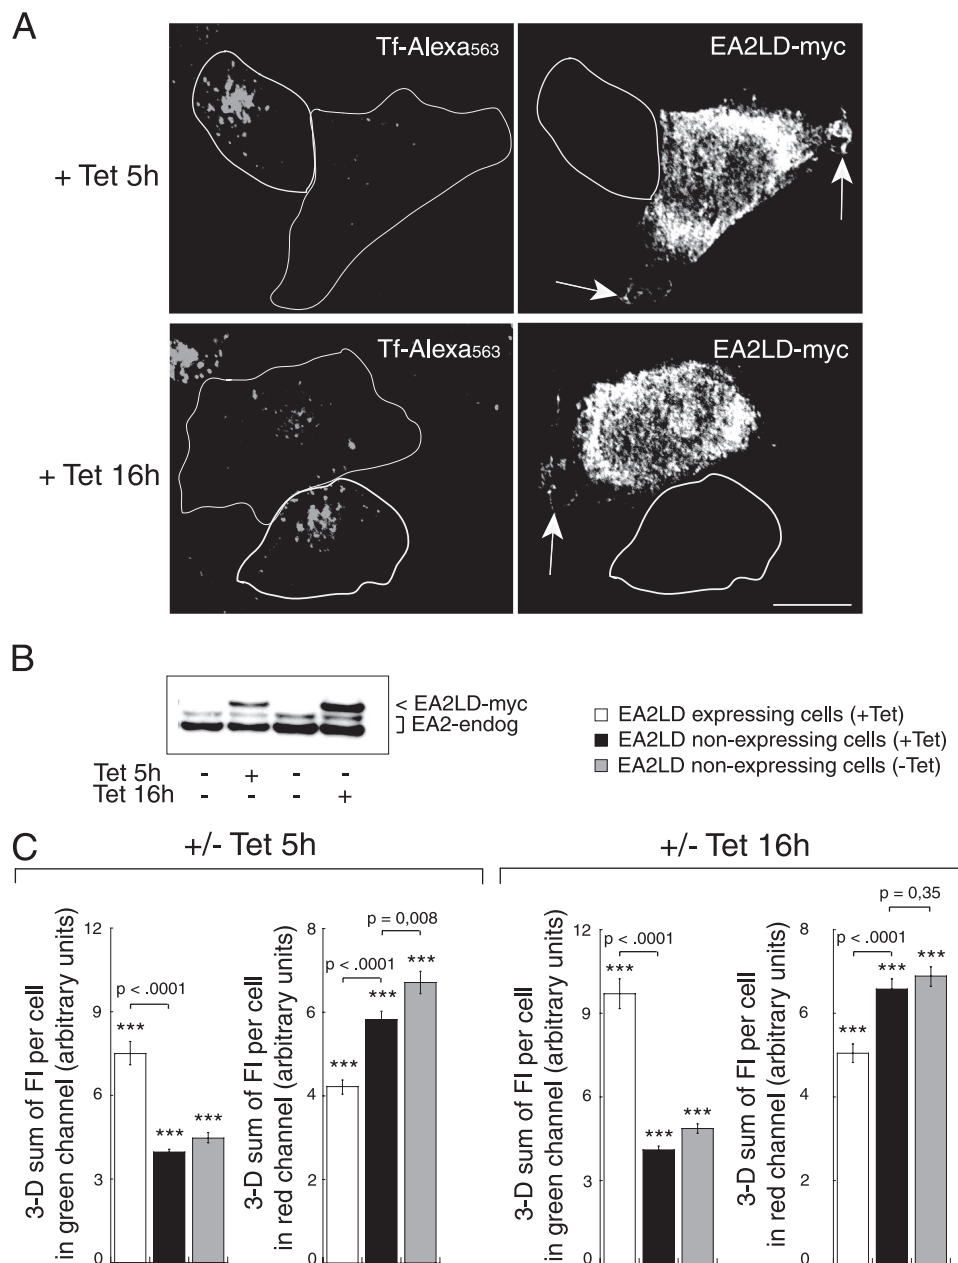 A
Tf-Alexa563
EA2LD-myc
+ Tet 5h
Tf-Alexa563
EA2LD-myc
+ Tet 16h
B
< EA2LD-myc
] EA2-endog
Tet 5h - + - -
Tet 16h - - - +
EA2LD expressing cells (+Tet)
EA2LD non-expressing cells (+Tet)
EA2LD non-expressing cells (-Tet)
C
+/- Tet 5h
3-D sum of FI per cell
in green channel (arbitrary units)
12
9
6
3
0
p < .0001
***
***
***
3-D sum of FI per cell
in red channel (arbitrary units)
8
6
4
2
0
p = 0,008
p < .0001
***
***
***
+/- Tet 16h
3-D sum of FI per cell
in green channel (arbitrary units)
12
9
6
3
0
p < .0001
***
***
***
3-D sum of FI per cell
in red channel (arbitrary units)
8
6
4
2
0
p = 0,35
p < .0001
***
***
***